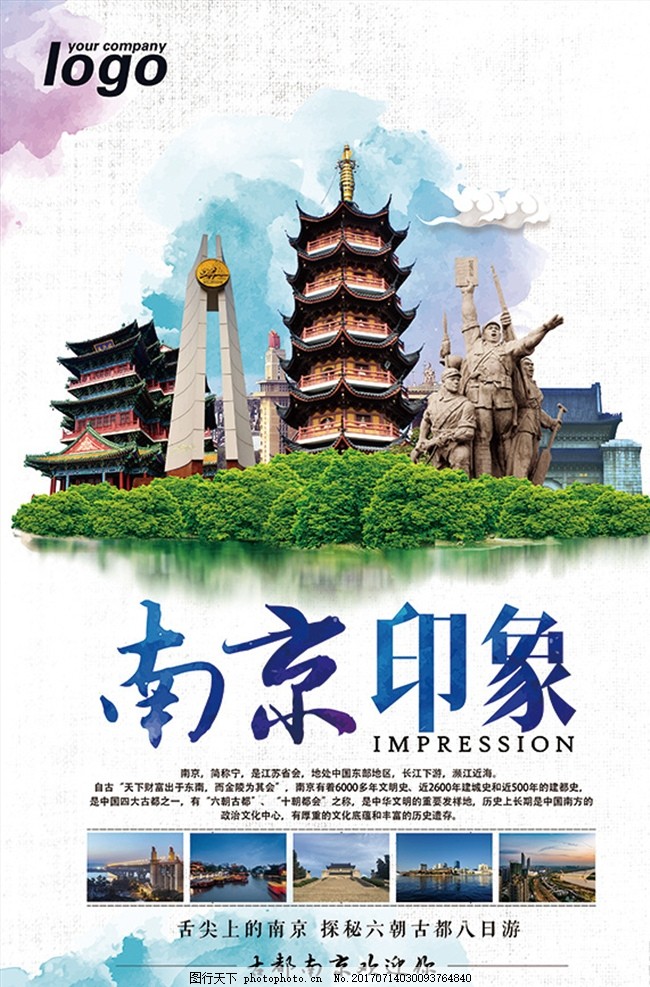 your company
logo
南京印象
IMPRESSION
南京，简称宁，是江苏省会，地处中国东部地区，长江下游，濒江近海。
自古“天下财富出于东南，而金陵为其会”，南京有着6000多年文明史、近2600年建城史和近500年的建都史，
是中国四大古都之一，有“六朝古都”、“十朝都会”之称，是中华文明的重要发祥地，历史上长期是中国南方的
政治文化中心，有厚重的文化底蕴和丰富的历史遗存。
舌尖上的南京 探秘六朝古都八日游
古都南京欢迎你
图行天下 photophoto.cn No.20170714030093764840